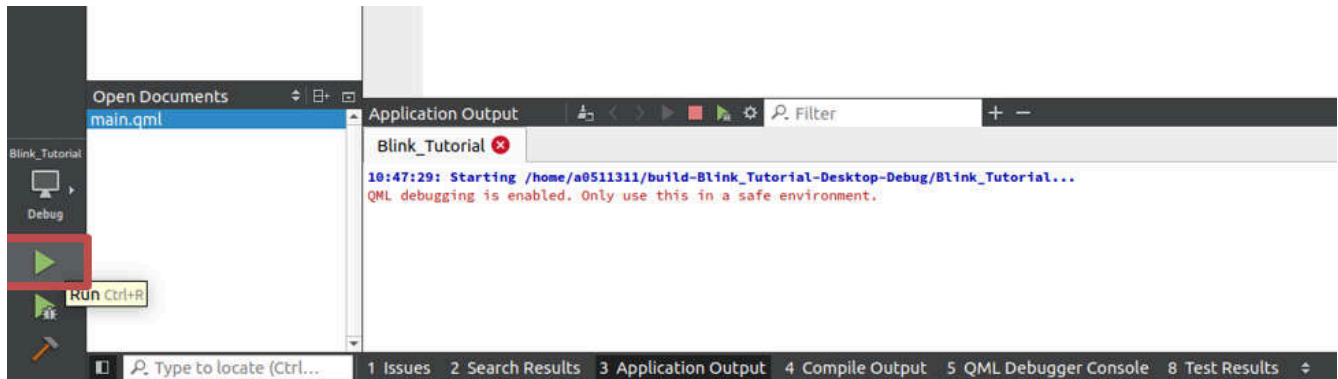 Open Documents
main.qml
Blink_Tutorial
Debug
Run Ctrl+R
Type to locate (Ctrl...
Application Output
Filter
Blink_Tutorial
10:47:29: Starting /home/a0511311/build-Blink_Tutorial-Desktop-Debug/Blink_Tutorial...
QML debugging is enabled. Only use this in a safe environment.
1 Issues 2 Search Results 3 Application Output 4 Compile Output 5 QML Debugger Console 8 Test Results